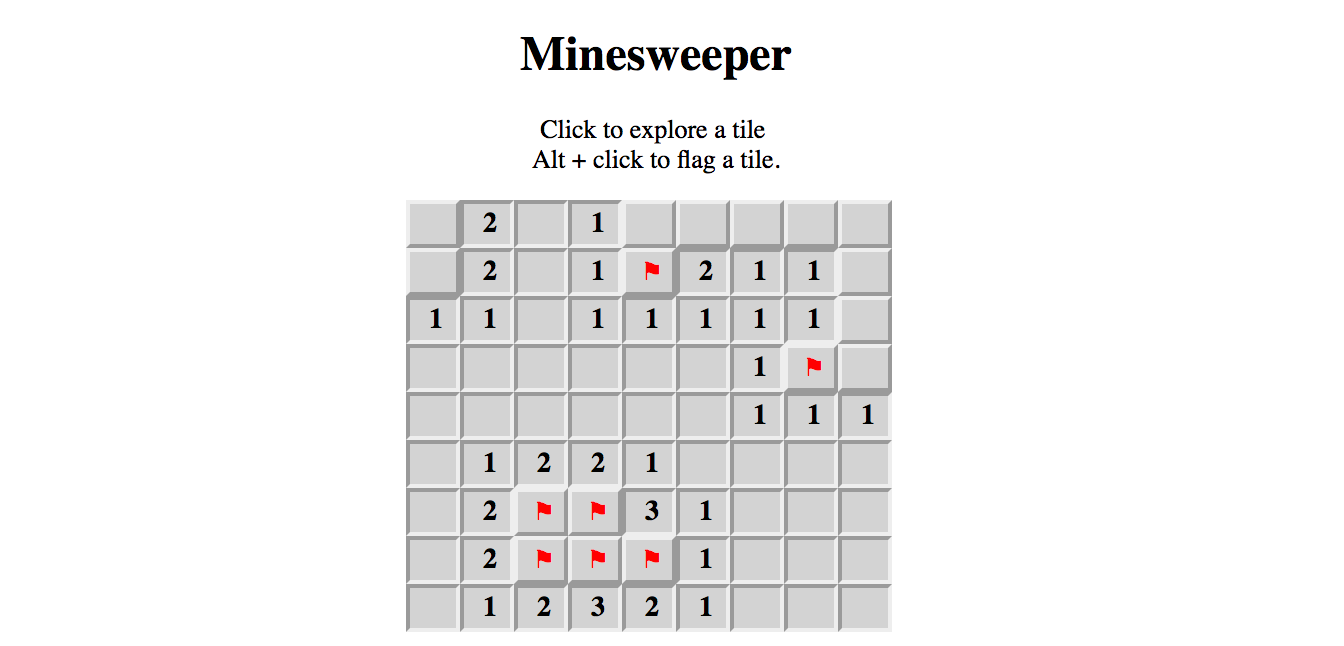 Minesweeper
Click to explore a tile
Alt + click to flag a tile.
2 1
2 1 2 1 1
1 1 1 1 1 1 1
1
1 1 1
1 2 2 1
2 3 1
2 1
1 2 3 2 1